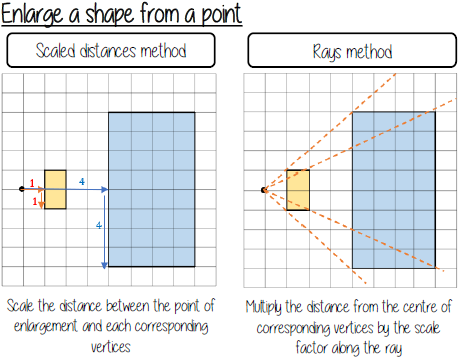 Enlarge a shape from a point
Scaled distances method
Rays method
1
4
1
4
Scale the distance between the point of
enlargement and each corresponding
vertices
Multiply the distance from the centre of
corresponding vertices by the scale
factor along the ray